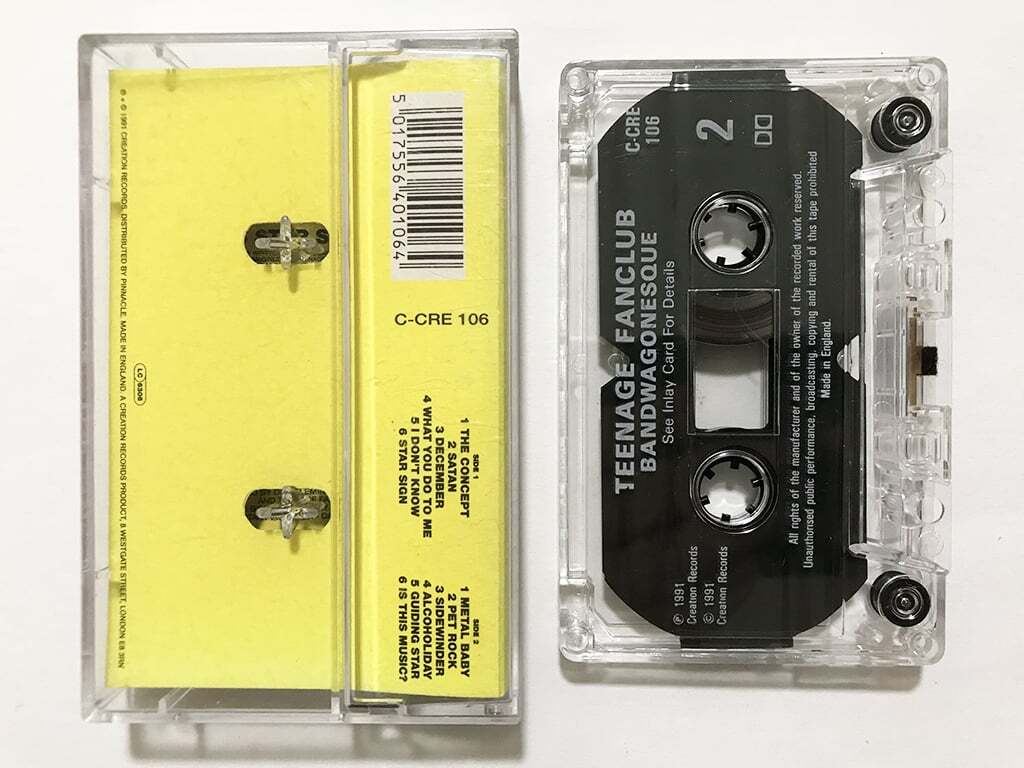 ℗ + © 1991 CREATION RECORDS. DISTRIBUTED BY PINNACLE. MADE IN ENGLAND. A CREATION RECORDS PRODUCT, 8 WESTGATE STREET, LONDON E8 3RN
LC 6308
STAR S
5 017556 401064
C-CRE 106
SIDE 1
1 THE CONCEPT
2 SATAN
3 DECEMBER
4 WHAT YOU DO TO ME
5 I DON'T KNOW
6 STAR SIGN
SIDE 2
1 METAL BABY
2 PET ROCK
3 SIDEWINDER
4 ALCOHOLIDAY
5 GUIDING STAR
6 IS THIS MUSIC?
C-CRE
106
2
TEENAGE FANCLUB
BANDWAGONESQUE
See Inlay Card For Details
℗ 1991
Creation Records
© 1991
Creation Records
All rights of the manufacturer and of the owner of the recorded work reserved.
Unauthorised public performance, broadcasting, copying and rental of this tape prohibited
Made in England.